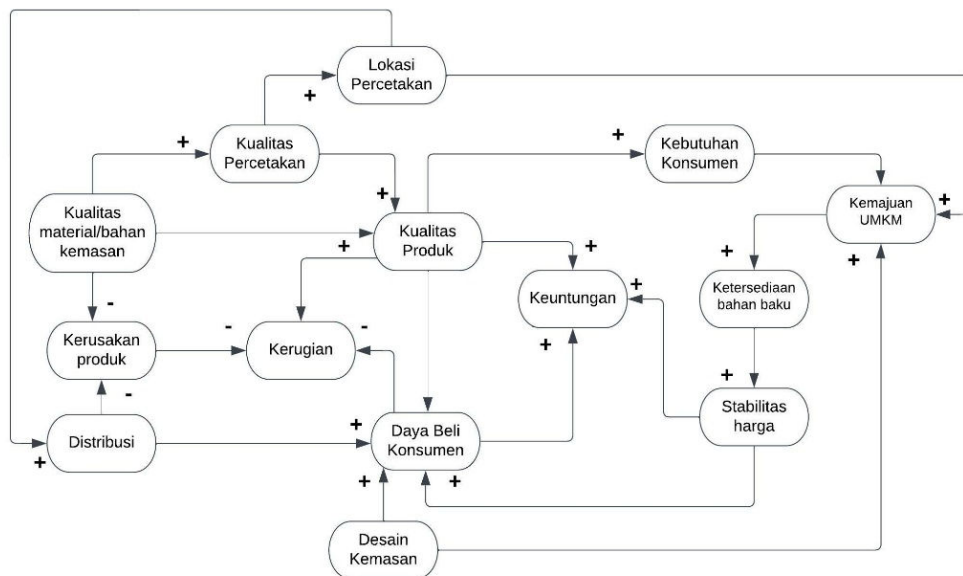 Lokasi
Percetakan
+
+
Kualitas
Percetakan
+
Kebutuhan
Konsumen
+
Kualitas
material/bahan
kemasan
Kualitas
Produk
Kemajuan
UMKM
+
+
+
+
+
Keuntungan
+
Ketersediaan
bahan baku
-
Kerusakan
produk
-
Kerugian
-
+
+
-
Distribusi
+
+
Daya Beli
Konsumen
Stabilitas
harga
+
+
Desain
Kemasan